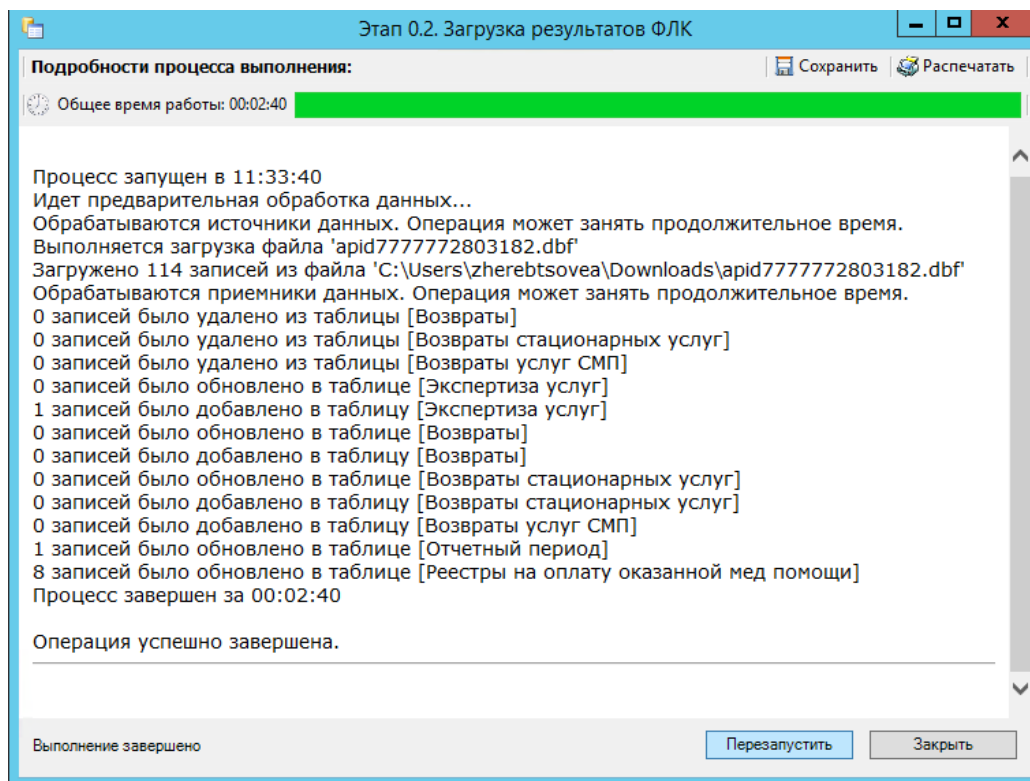 Этап 0.2. Загрузка результатов ФЛК
Подробности процесса выполнения:
Сохранить
Распечатать
Общее время работы: 00:02:40
Процесс запущен в 11:33:40
Идет предварительная обработка данных...
Обрабатываются источники данных. Операция может занять продолжительное время.
Выполняется загрузка файла 'apid7777772803182.dbf'
Загружено 114 записей из файла 'C:\Users\zherebtsovea\Downloads\apid7777772803182.dbf'
Обрабатываются приемники данных. Операция может занять продолжительное время.
0 записей было удалено из таблицы [Возвраты]
0 записей было удалено из таблицы [Возвраты стационарных услуг]
0 записей было удалено из таблицы [Возвраты услуг СМП]
0 записей было обновлено в таблице [Экспертиза услуг]
1 записей было добавлено в таблицу [Экспертиза услуг]
0 записей было обновлено в таблице [Возвраты]
0 записей было добавлено в таблицу [Возвраты]
0 записей было обновлено в таблице [Возвраты стационарных услуг]
0 записей было добавлено в таблицу [Возвраты стационарных услуг]
0 записей было добавлено в таблицу [Возвраты услуг СМП]
1 записей было обновлено в таблице [Отчетный период]
8 записей было обновлено в таблице [Реестры на оплату оказанной мед помощи]
Процесс завершен за 00:02:40
Операция успешно завершена.
Выполнение завершено
Перезапустить
Закрыть